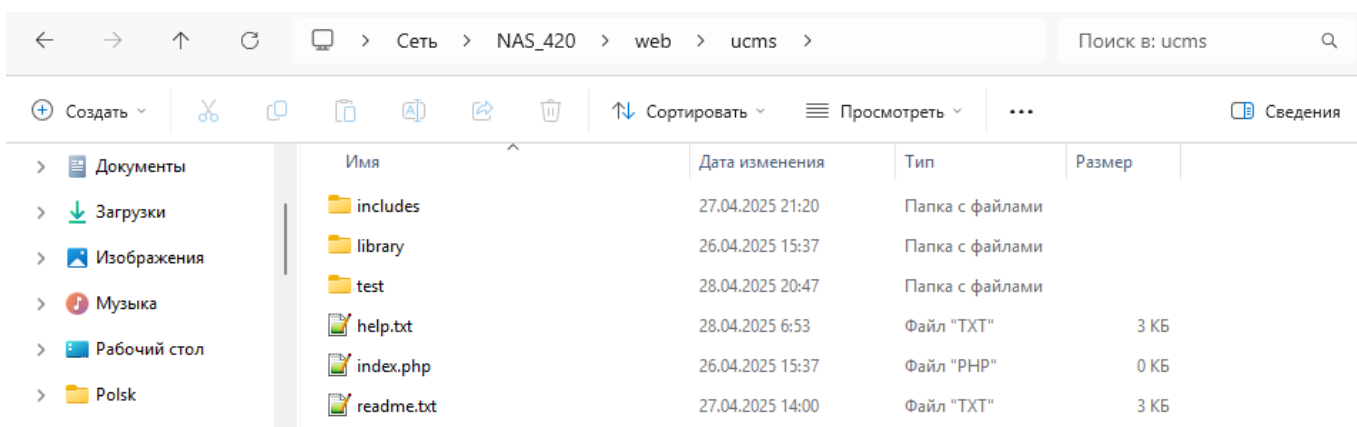 Сеть > NAS_420 > web > ucms > Поиск в: ucms
Создать Сортировать Просмотреть ... Сведения
Имя Дата изменения Тип Размер
Документы
Загрузки
Изображения
Музыка
Рабочий стол
Polsk
includes 27.04.2025 21:20 Папка с файлами
library 26.04.2025 15:37 Папка с файлами
test 28.04.2025 20:47 Папка с файлами
help.txt 28.04.2025 6:53 Файл "TXT" 3 КБ
index.php 26.04.2025 15:37 Файл "PHP" 0 КБ
readme.txt 27.04.2025 14:00 Файл "TXT" 3 КБ